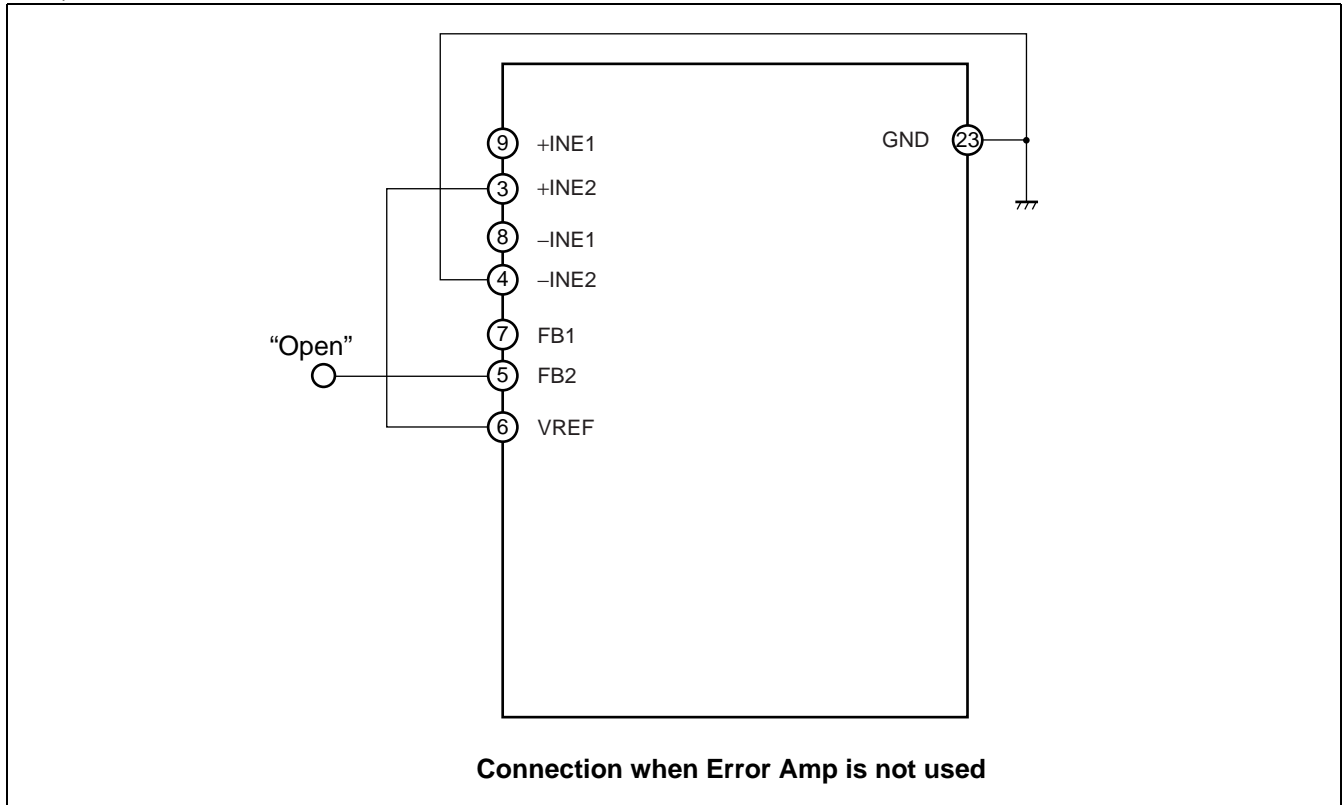 9 +INE1
GND 23
3 +INE2
8 −INE1
4 −INE2
7 FB1
"Open"
5 FB2
6 VREF
Connection when Error Amp is not used